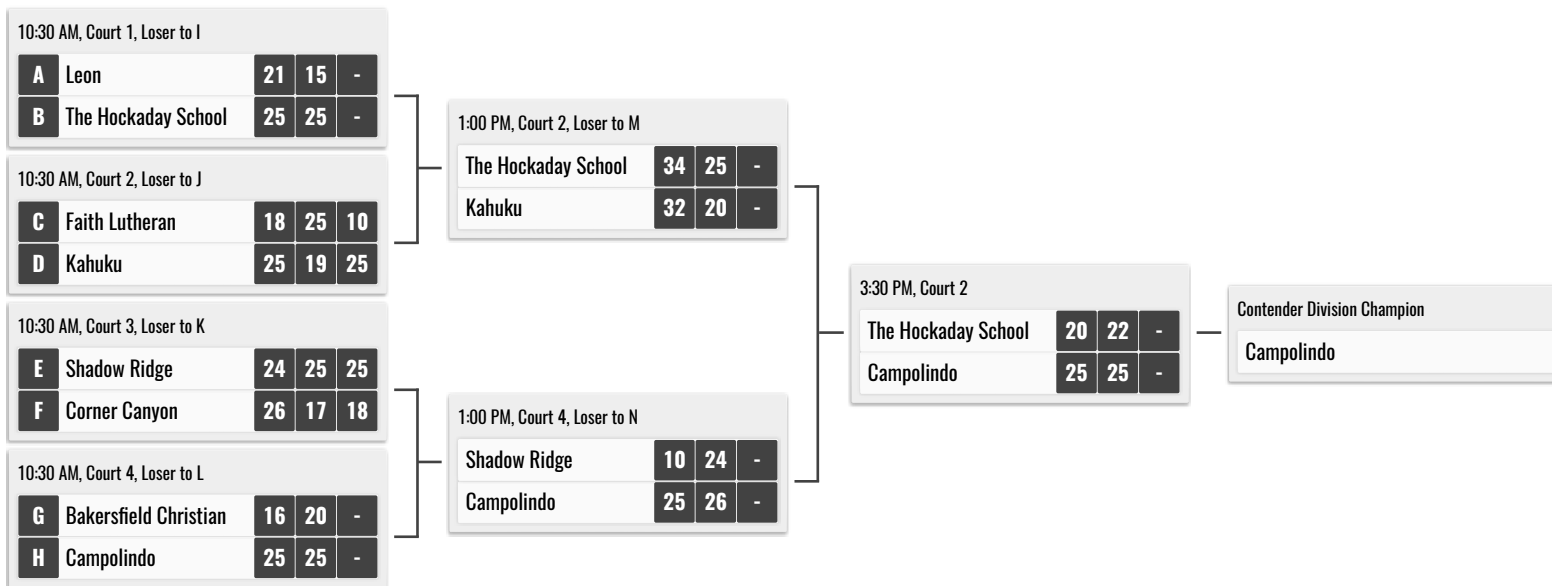 10:30 AM, Court 1, Loser to I
A Leon 21 15 -
B The Hockaday School 25 25 -
10:30 AM, Court 2, Loser to J
C Faith Lutheran 18 25 10
D Kahuku 25 19 25
10:30 AM, Court 3, Loser to K
E Shadow Ridge 24 25 25
F Corner Canyon 26 17 18
10:30 AM, Court 4, Loser to L
G Bakersfield Christian 16 20 -
H Campolindo 25 25 -
1:00 PM, Court 2, Loser to M
The Hockaday School 34 25 -
Kahuku 32 20 -
1:00 PM, Court 4, Loser to N
Shadow Ridge 10 24 -
Campolindo 25 26 -
3:30 PM, Court 2
The Hockaday School 20 22 -
Campolindo 25 25 -
Contender Division Champion
Campolindo